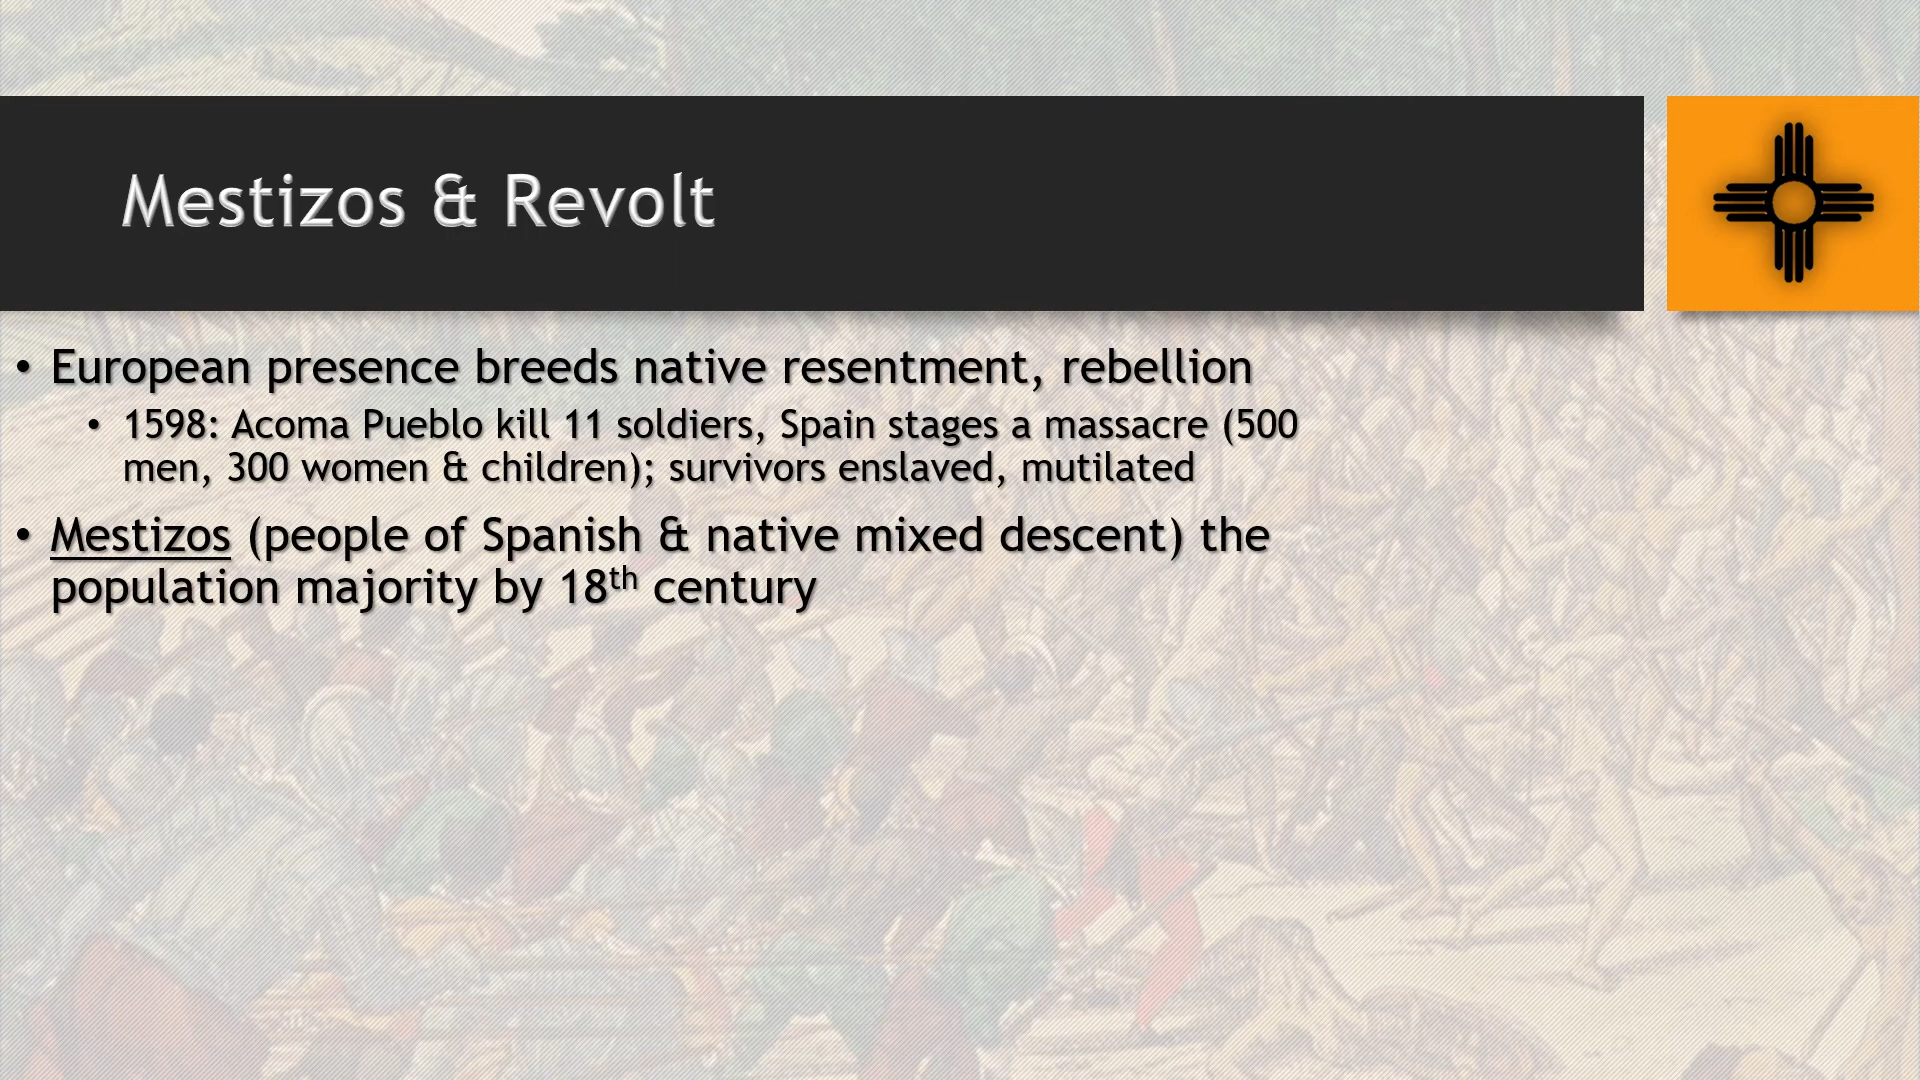 Mestizos & Revolt
• European presence breeds native resentment, rebellion
• 1598: Acoma Pueblo kill 11 soldiers, Spain stages a massacre (500
men, 300 women & children); survivors enslaved, mutilated
• Mestizos (people of Spanish & native mixed descent) the
population majority by 18th century